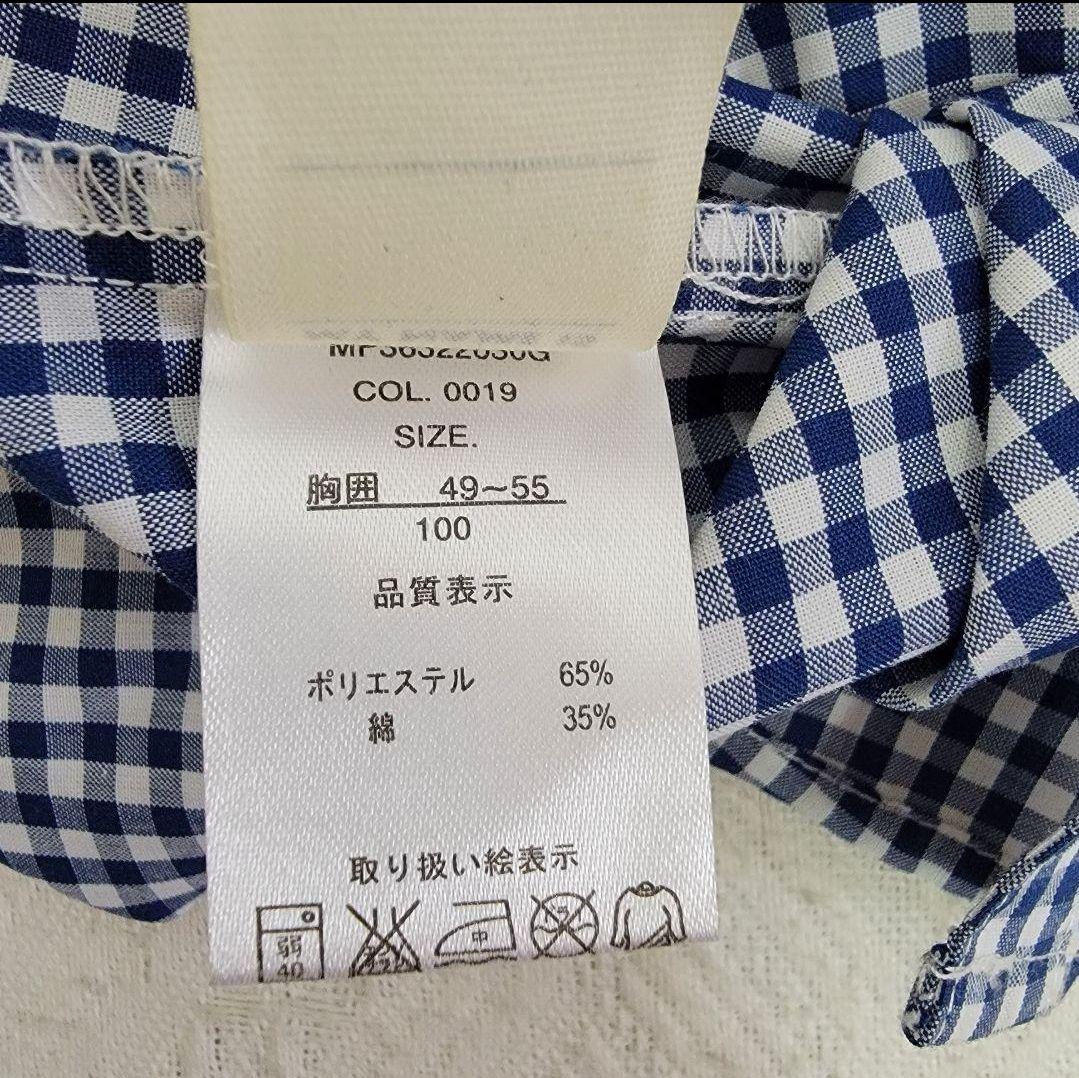 COL. 0019
SIZE.
胸囲 49～55
100
品質表示
ポリエステル 65%
綿 35%
取り扱い絵表示
弱 中
40